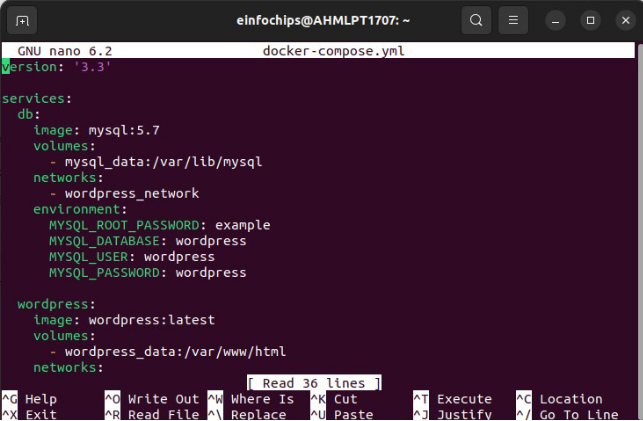 einfochips@AHMLPT1707: ~
GNU nano 6.2 docker-compose.yml
version: '3.3'
services:
  db:
    image: mysql:5.7
    volumes:
      - mysql_data:/var/lib/mysql
    networks:
      - wordpress_network
    environment:
      MYSQL_ROOT_PASSWORD: example
      MYSQL_DATABASE: wordpress
      MYSQL_USER: wordpress
      MYSQL_PASSWORD: wordpress
  wordpress:
    image: wordpress:latest
    volumes:
      - wordpress_data:/var/www/html
    networks:
[ Read 36 lines ]
^G Help ^O Write Out ^W Where Is ^K Cut ^T Execute ^C Location
^X Exit ^R Read File ^\ Replace ^U Paste ^J Justify ^/ Go To Line